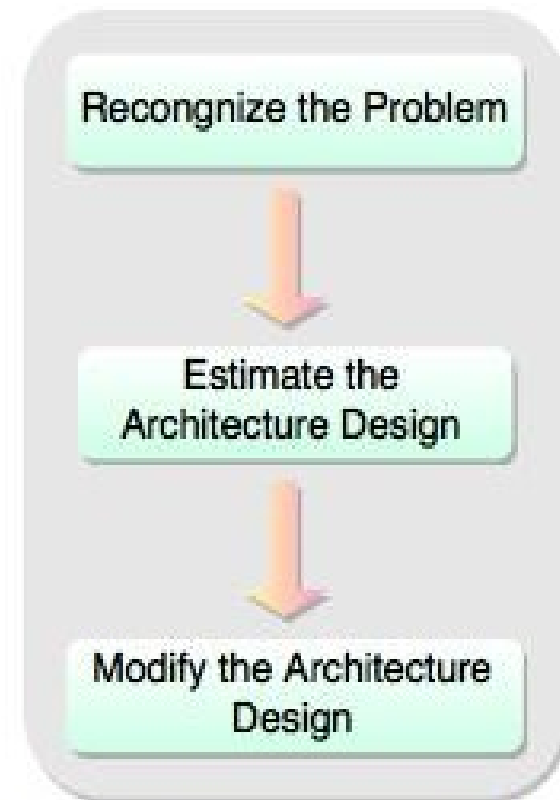 Recongnize the Problem
Estimate the
Architecture Design
Modify the Architecture
Design